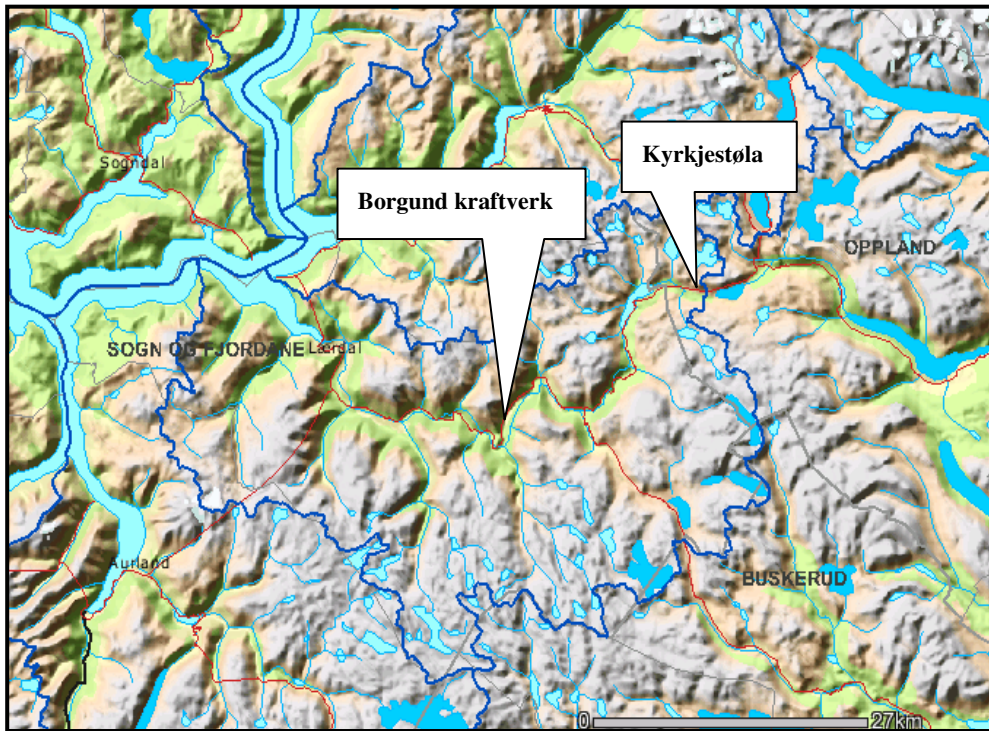 Sogndal
Kyrkjestøla
Borgund kraftverk
OPPLAND
SOGN OG FJORDANE
Lærdal
Aurland
BUSKERUD
0
27km